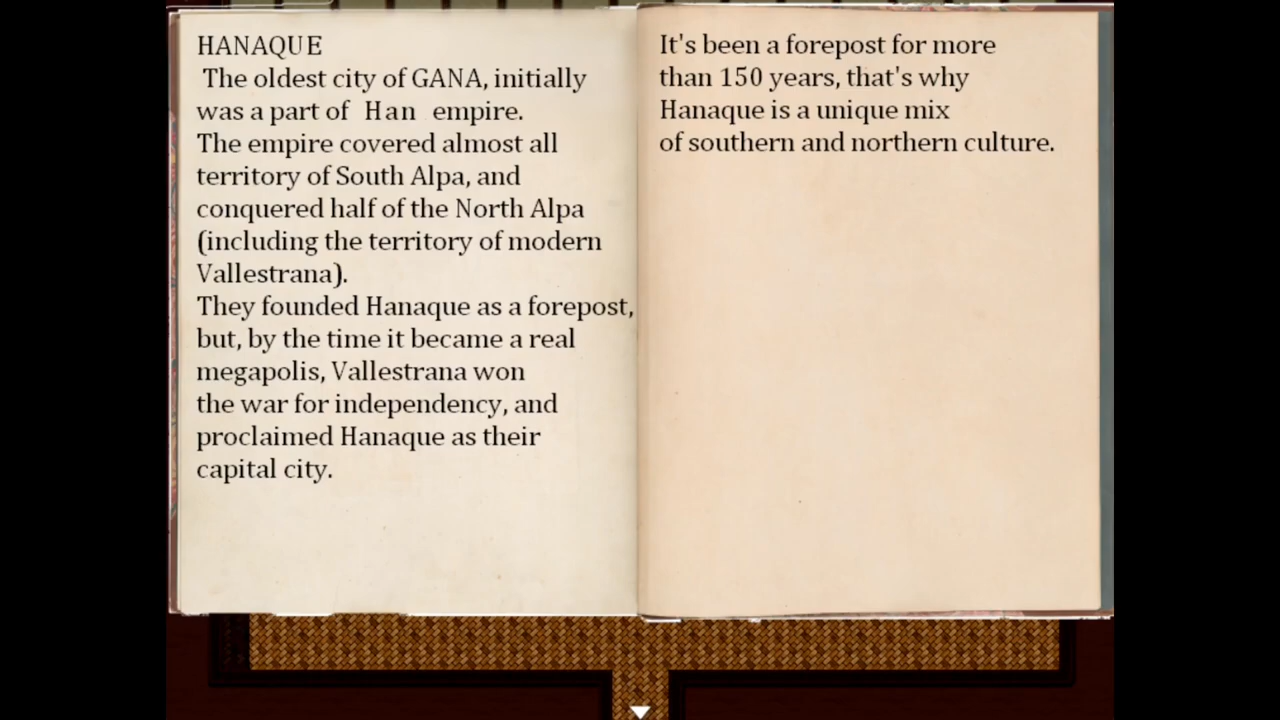 HANAQUE
The oldest city of GANA, initially
was a part of Han empire.
The empire covered almost all
territory of South Alpa, and
conquered half of the North Alpa
(including the territory of modern
Vallestrana).
They founded Hanaque as a forepost,
but, by the time it became a real
megapolis, Vallestrana won
the war for independency, and
proclaimed Hanaque as their
capital city.
It's been a forepost for more
than 150 years, that's why
Hanaque is a unique mix
of southern and northern culture.